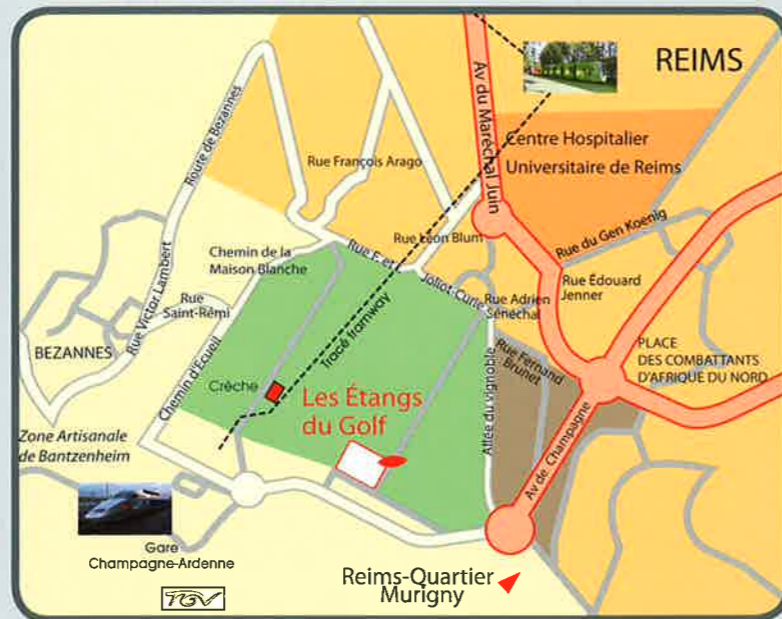 REIMS
Av du Maréchal Juin
Centre Hospitalier
Universitaire de Reims
Route de Bezannes
Rue François Arago
Rue Léon Blum
Rue du Gen Koenig
Chemin de la
Maison Blanche
Rue F. et
Joliot-Curie
Rue Édouard
Jenner
Rue Victor Lambert
Rue
Saint-Rémi
Rue Adrien
Sénéchal
Tracé tramway
BEZANNES
Chemin d'Ecueil
Rue Fernand
Brunet
PLACE
DES COMBATTANTS
D'AFRIQUE DU NORD
Crèche
Les Étangs
du Golf
Allée du vignoble
Av de Champagne
Zone Artisanale
de Bantzenheim
Gare
Champagne-Ardenne
TGV
Reims-Quartier
Murigny